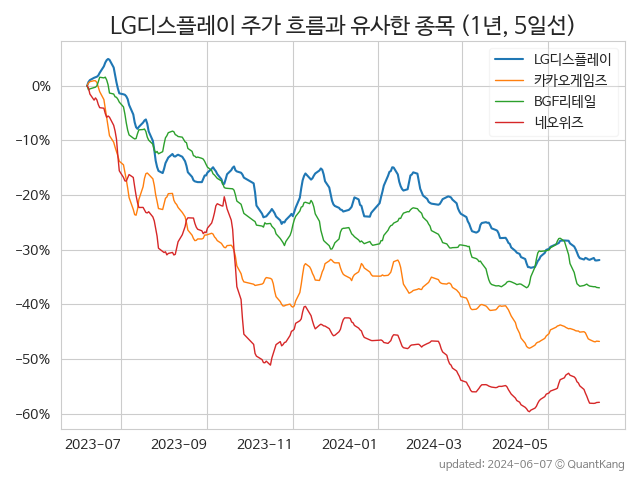 LG디스플레이 주가 흐름과 유사한 종목 (1년, 5일선)
LG디스플레이
카카오게임즈
BGF리테일
네오위즈
0%
−10%
−20%
−30%
−40%
−50%
−60%
2023-07
2023-09
2023-11
2024-01
2024-03
2024-05
updated: 2024-06-07 © QuantKang